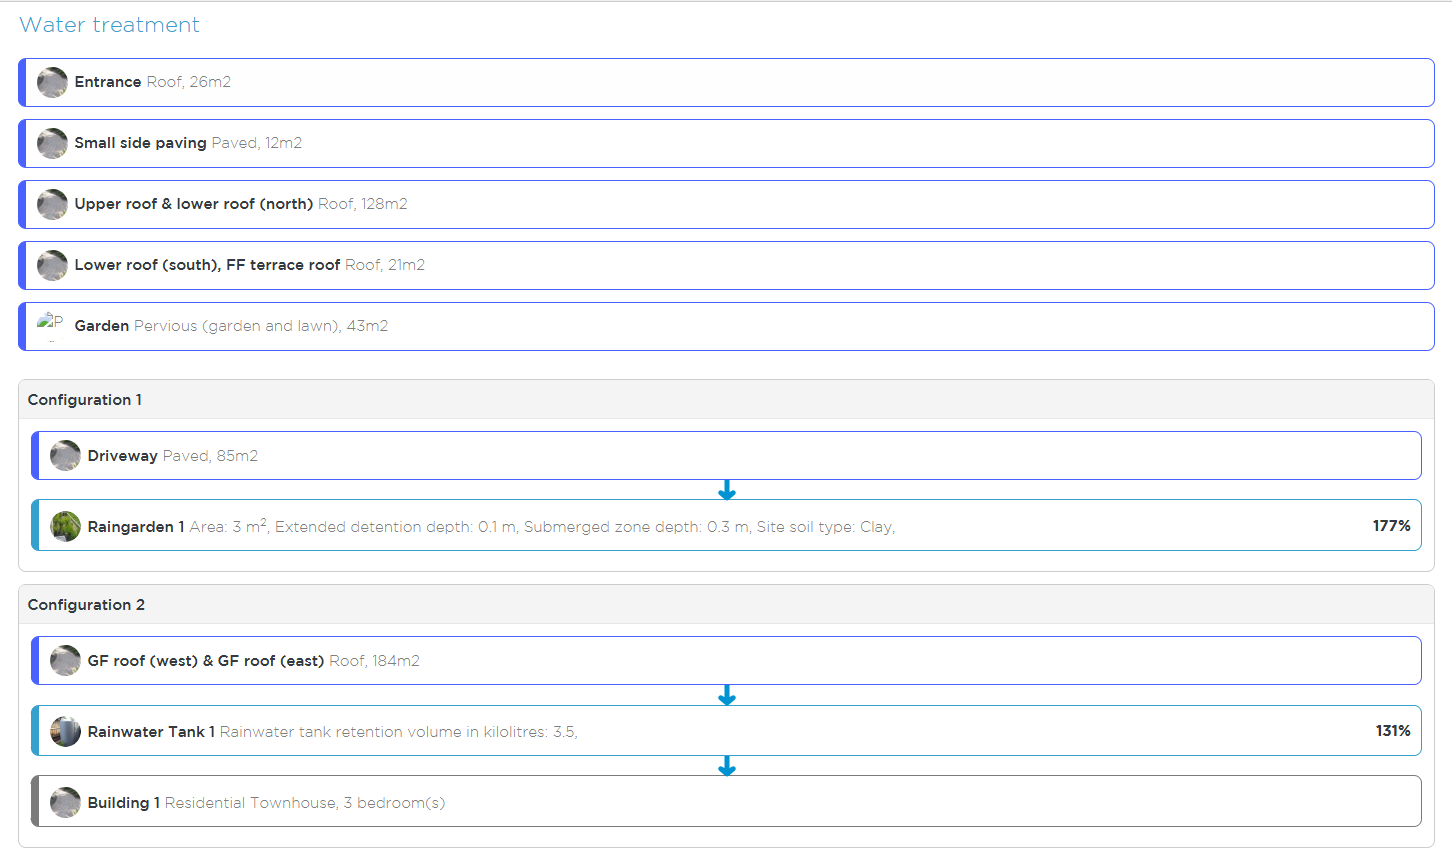 Water treatment
Entrance Roof, 26m2
Small side paving Paved, 12m2
Upper roof & lower roof (north) Roof, 128m2
Lower roof (south), FF terrace roof Roof, 21m2
P Garden Pervious (garden and lawn), 43m2
Configuration 1
Driveway Paved, 85m2
Raingarden 1 Area: 3 m², Extended detention depth: 0.1 m, Submerged zone depth: 0.3 m, Site soil type: Clay, 177%
Configuration 2
GF roof (west) & GF roof (east) Roof, 184m2
Rainwater Tank 1 Rainwater tank retention volume in kilolitres: 3.5, 131%
Building 1 Residential Townhouse, 3 bedroom(s)